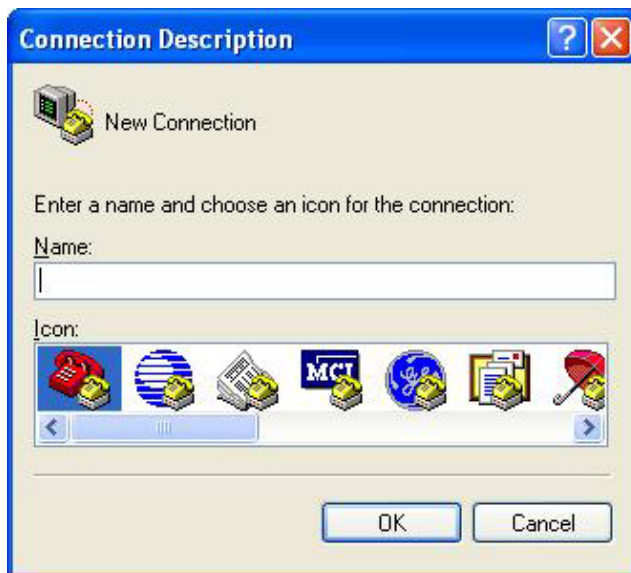 Connection Description
New Connection
Enter a name and choose an icon for the connection:
Name:
Icon:
MCI
OK
Cancel